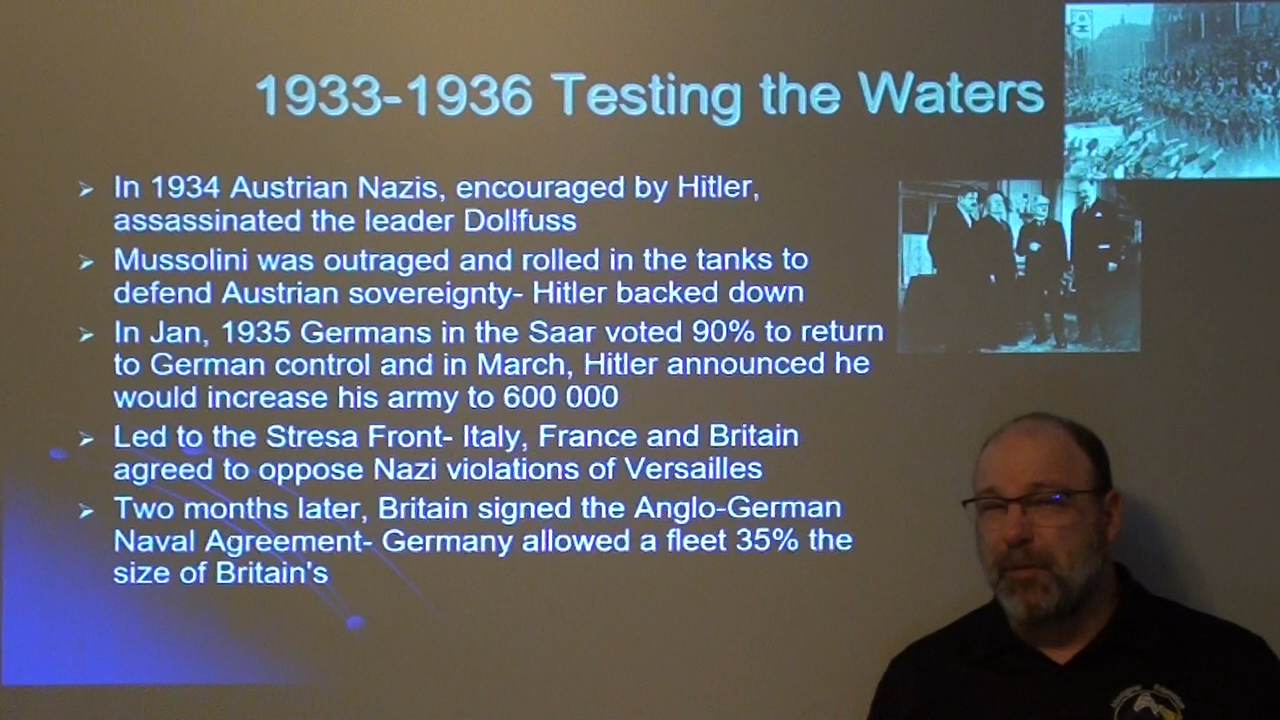 1933-1936 Testing the Waters
In 1934 Austrian Nazis, encouraged by Hitler,
assassinated the leader Dollfuss
Mussolini was outraged and rolled in the tanks to
defend Austrian sovereignty- Hitler backed down
In Jan, 1935 Germans in the Saar voted 90% to return
to German control and in March, Hitler announced he
would increase his army to 600 000
Led to the Stresa Front- Italy, France and Britain
agreed to oppose Nazi violations of Versailles
Two months later, Britain signed the Anglo-German
Naval Agreement- Germany allowed a fleet 35% the
size of Britain's